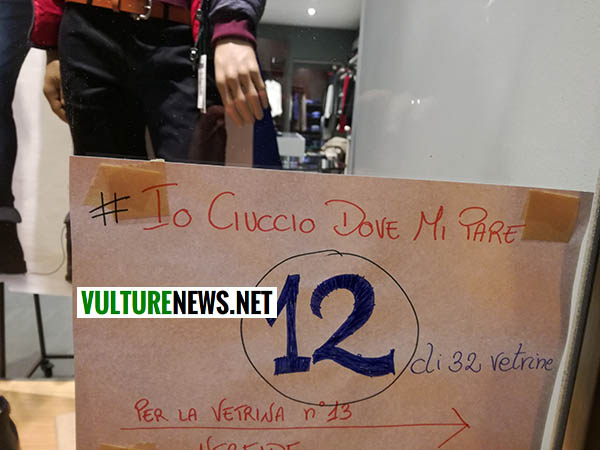 # IO CIUCCIO DOVE MI PARE
VULTURENEWS.NET
12
di 32 vetrine
PER LA VETRINA n° 13